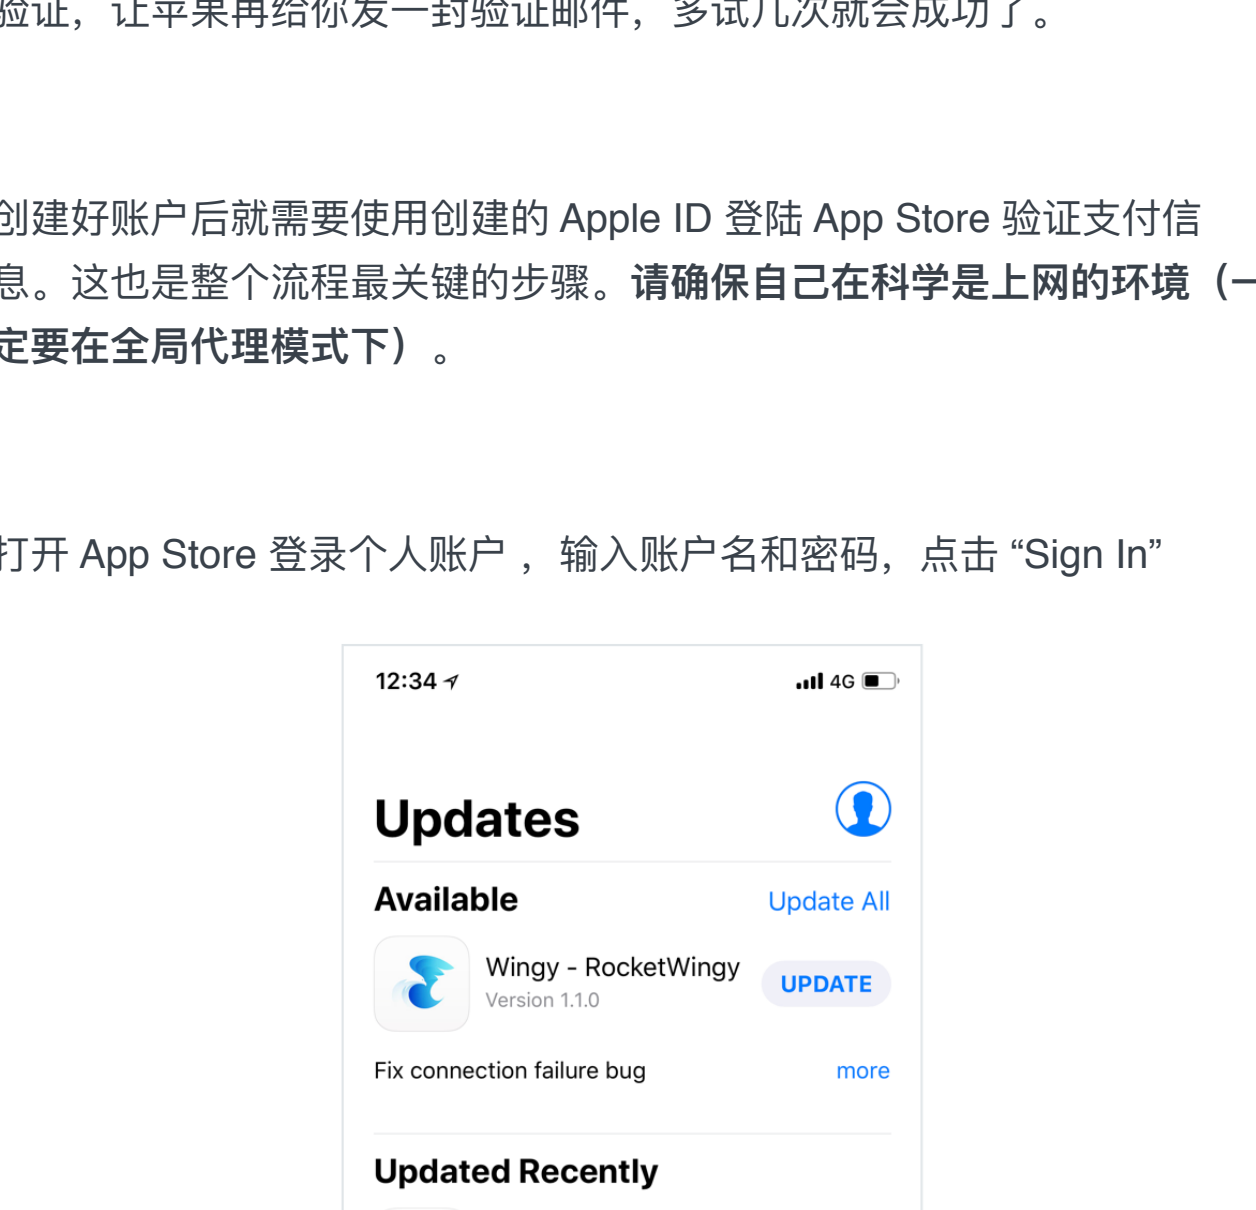 验证，让苹果再给你发一封验证邮件，多试几次就会成功了。
创建好账户后就需要使用创建的 Apple ID 登陆 App Store 验证支付信
息。这也是整个流程最关键的步骤。请确保自己在科学是上网的环境（一
定要在全局代理模式下）。
打开 App Store 登录个人账户 ，输入账户名和密码，点击 “Sign In”
12:34 4G
Updates
Available Update All
Wingy - RocketWingy
Version 1.1.0
UPDATE
Fix connection failure bug more
Updated Recently